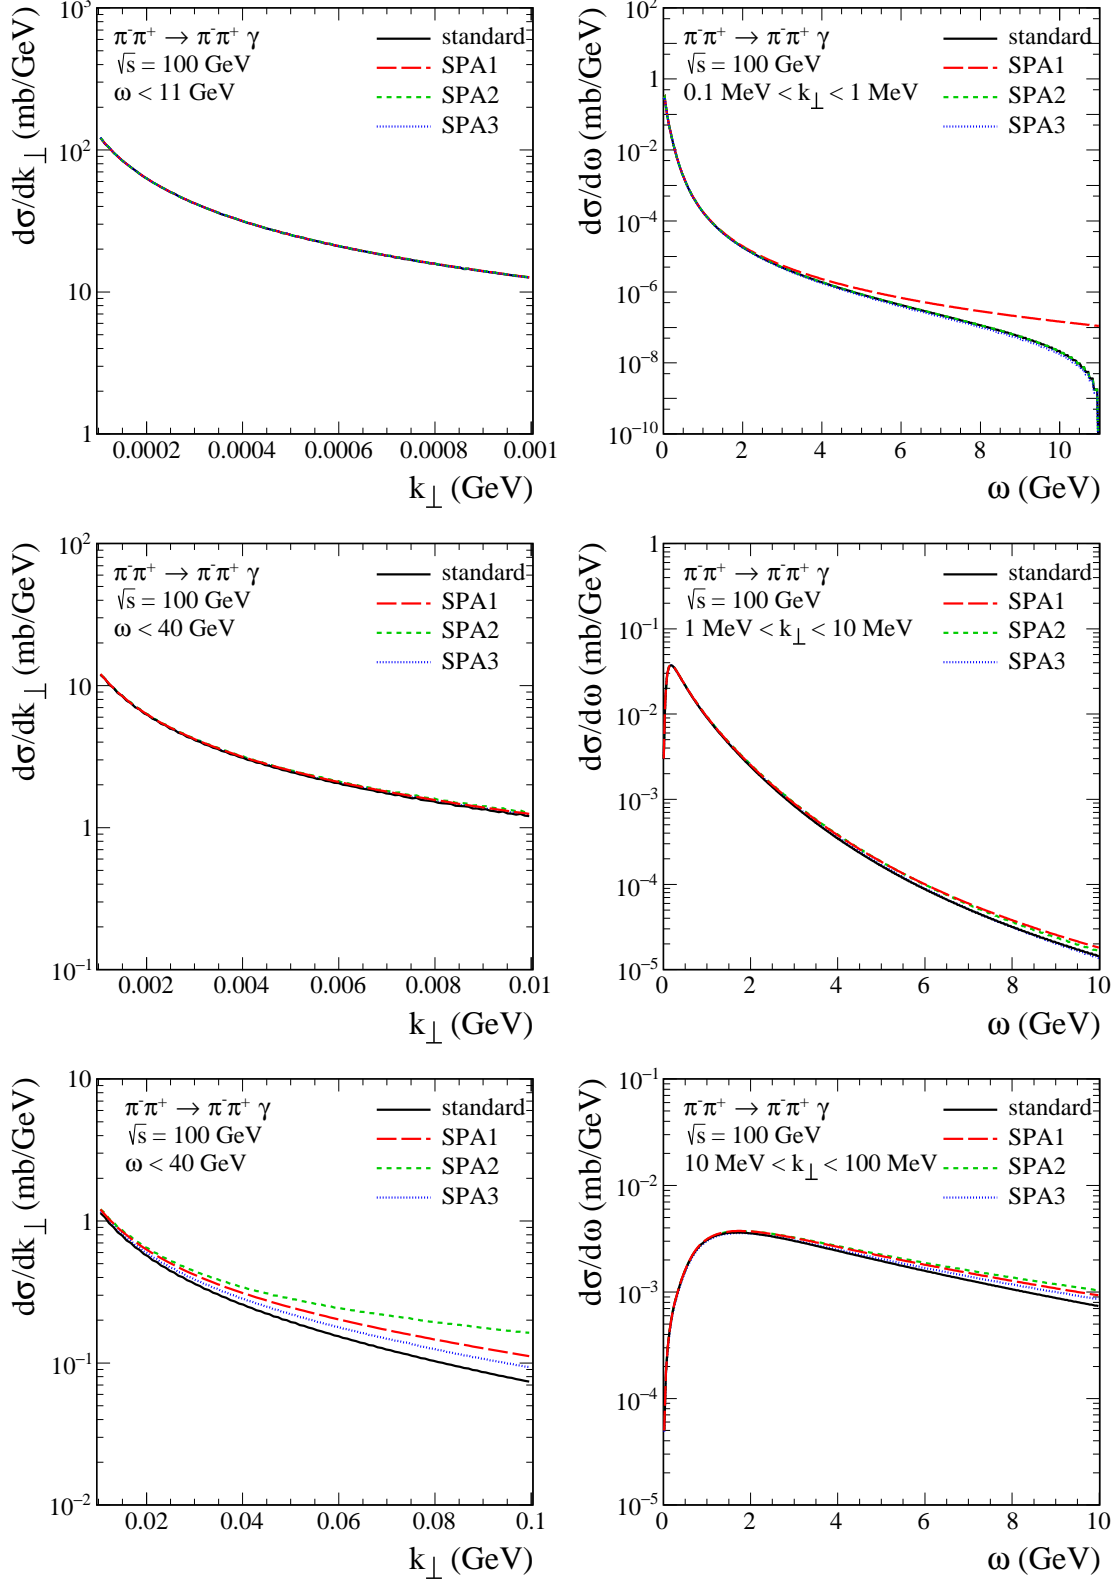 dσ/dk⊥ (mb/GeV)
10³
10²
10
1
π⁻π⁺ → π⁻π⁺ γ
√s = 100 GeV
ω < 11 GeV
standard
SPA1
SPA2
SPA3
0.0002 0.0004 0.0006 0.0008 0.001
k⊥ (GeV)
dσ/dω (mb/GeV)
10²
1
10⁻²
10⁻⁴
10⁻⁶
10⁻⁸
10⁻¹⁰
π⁻π⁺ → π⁻π⁺ γ
√s = 100 GeV
0.1 MeV < k⊥ < 1 MeV
standard
SPA1
SPA2
SPA3
0 2 4 6 8 10
ω (GeV)
dσ/dk⊥ (mb/GeV)
10²
10
1
10⁻¹
π⁻π⁺ → π⁻π⁺ γ
√s = 100 GeV
ω < 40 GeV
standard
SPA1
SPA2
SPA3
0.002 0.004 0.006 0.008 0.01
k⊥ (GeV)
dσ/dω (mb/GeV)
1
10⁻¹
10⁻²
10⁻³
10⁻⁴
10⁻⁵
π⁻π⁺ → π⁻π⁺ γ
√s = 100 GeV
1 MeV < k⊥ < 10 MeV
standard
SPA1
SPA2
SPA3
0 2 4 6 8 10
ω (GeV)
dσ/dk⊥ (mb/GeV)
10
1
10⁻¹
10⁻²
π⁻π⁺ → π⁻π⁺ γ
√s = 100 GeV
ω < 40 GeV
standard
SPA1
SPA2
SPA3
0.02 0.04 0.06 0.08 0.1
k⊥ (GeV)
dσ/dω (mb/GeV)
10⁻¹
10⁻²
10⁻³
10⁻⁴
10⁻⁵
π⁻π⁺ → π⁻π⁺ γ
√s = 100 GeV
10 MeV < k⊥ < 100 MeV
standard
SPA1
SPA2
SPA3
0 2 4 6 8 10
ω (GeV)